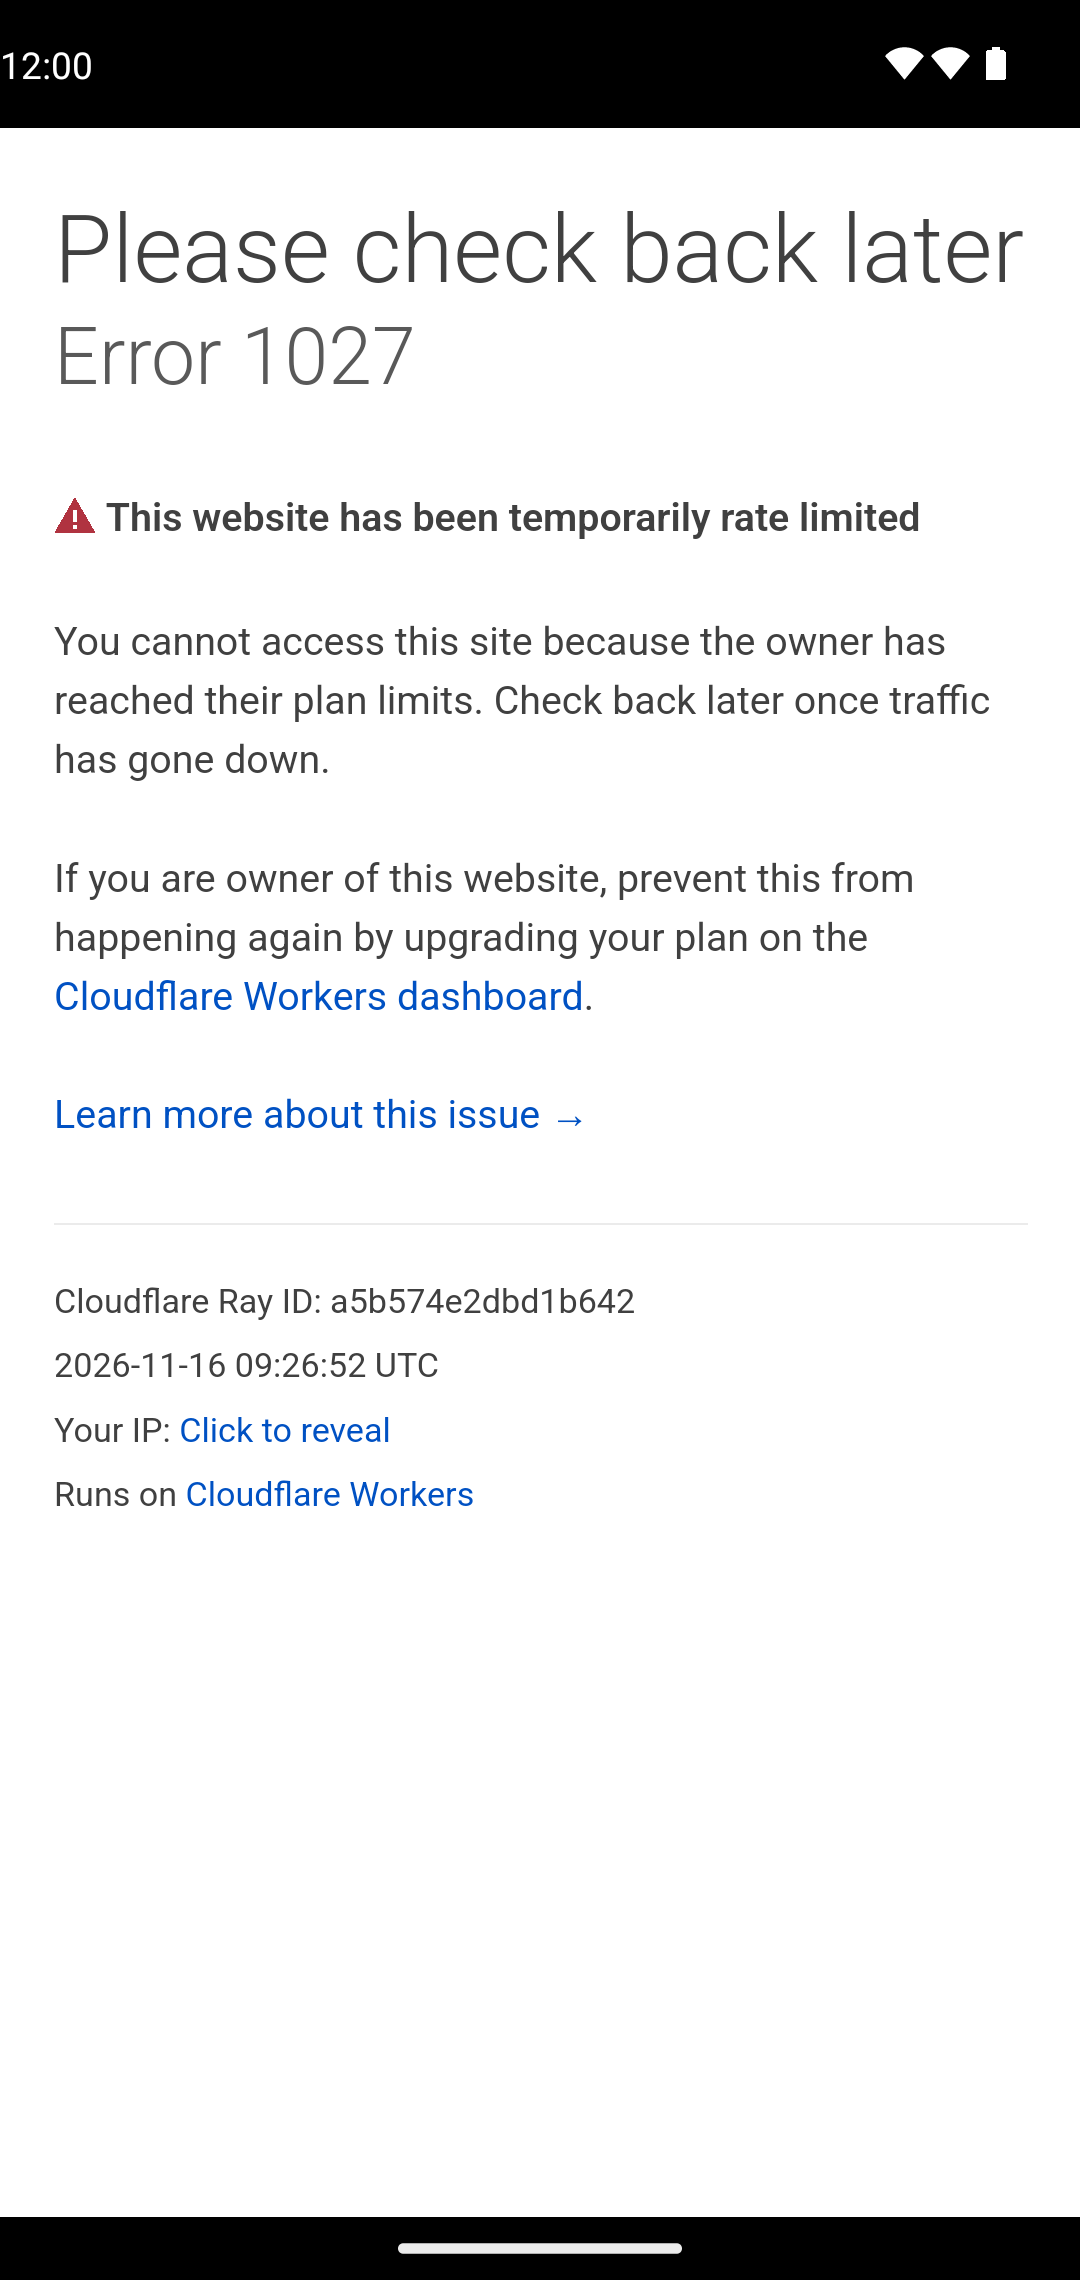 12:00
Please check back later
Error 1027
This website has been temporarily rate limited
You cannot access this site because the owner has
reached their plan limits. Check back later once traffic
has gone down.
If you are owner of this website, prevent this from
happening again by upgrading your plan on the
Cloudflare Workers dashboard.
Learn more about this issue →
Cloudflare Ray ID: a5b574e2dbd1b642
2026-11-16 09:26:52 UTC
Your IP: Click to reveal
Runs on Cloudflare Workers